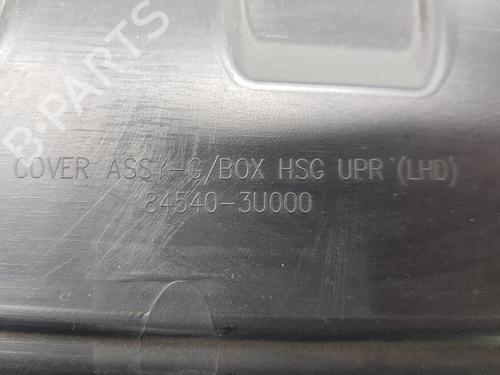 B-PARTS
COVER ASSY-G/BOX HSG UPR (LHD)
84540-3U000